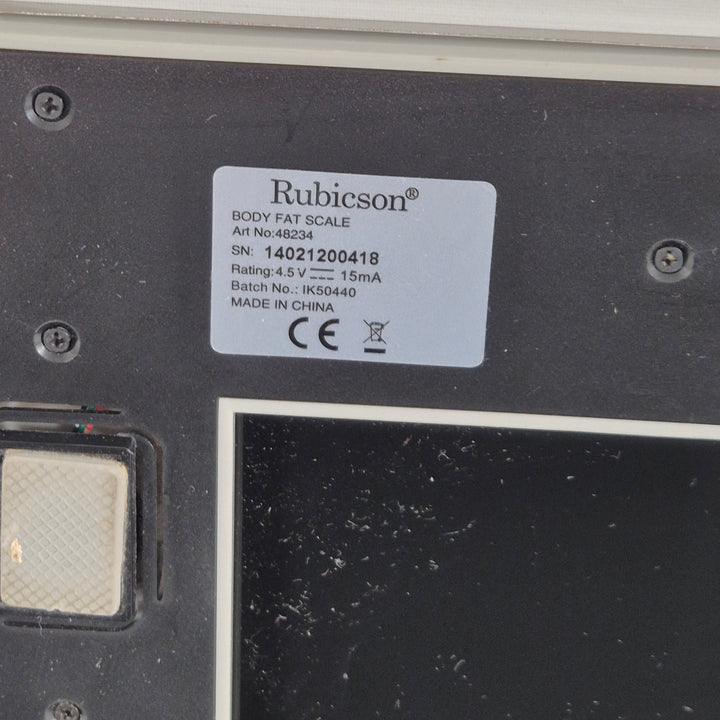 Rubicson®
BODY FAT SCALE
Art No:48234
SN: 14021200418
Rating:4.5 V ⎓ 15mA
Batch No.: IK50440
MADE IN CHINA
CE